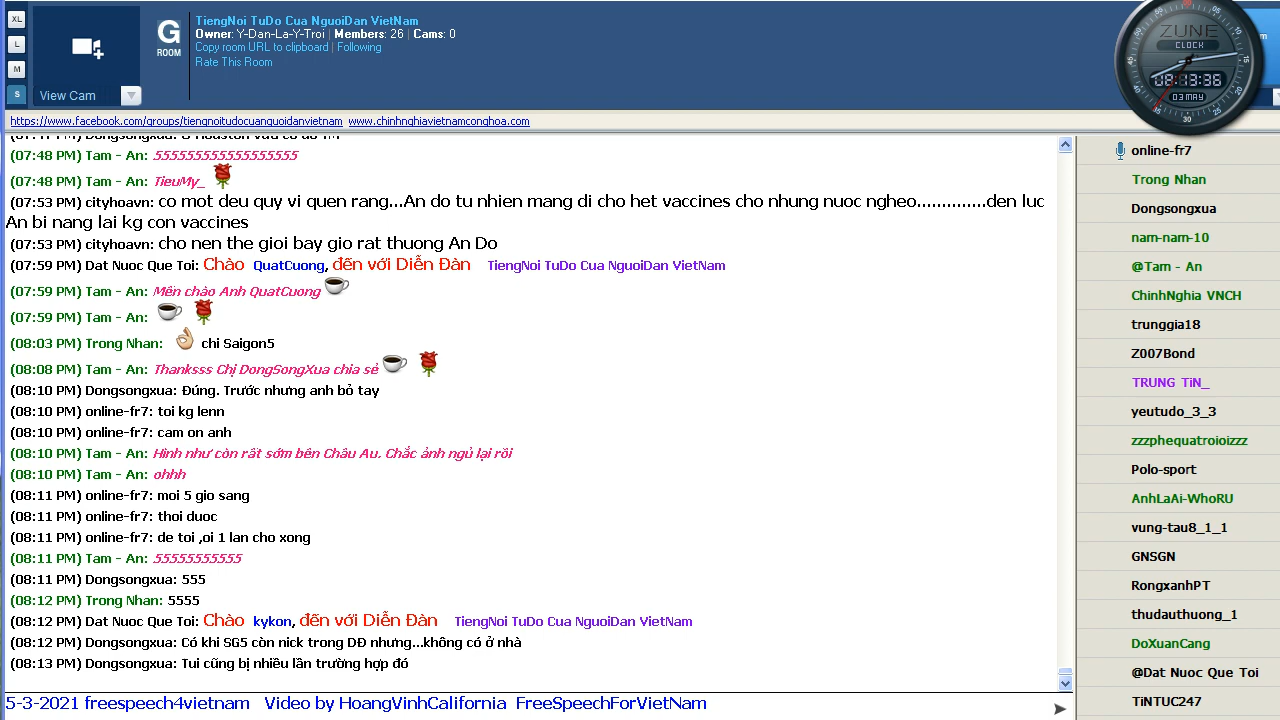 XL
L
M
S
View Cam
G
ROOM
TiengNoi TuDo Cua NguoiDan VietNam
Owner: Y-Dan-La-Y-Troi | Members: 26 | Cams: 0
Copy room URL to clipboard | Following
Rate This Room
ZUNE
CLOCK
08:13:38
03 MAY
https://www.facebook.com/groups/tiengnoitudocuanguoidanvietnam www.chinhnghiavietnamconghoa.com
(07:48 PM) Tam - An: 55555555555555555
(07:48 PM) Tam - An: TieuMy_
(07:53 PM) cityhoavn: co mot deu quy vi quen rang...An do tu nhien mang di cho het vaccines cho nhung nuoc ngheo..............den luc
An bi nang lai kg con vaccines
(07:53 PM) cityhoavn: cho nen the gioi bay gio rat thuong An Do
(07:59 PM) Dat Nuoc Que Toi: Chào QuatCuong, đến với Diễn Đàn TiengNoi TuDo Cua NguoiDan VietNam
(07:59 PM) Tam - An: Mến chào Anh QuatCuong
(07:59 PM) Tam - An:
(08:03 PM) Trong Nhan: chi Saigon5
(08:08 PM) Tam - An: Thanksss Chị DongSongXua chia sẻ
(08:10 PM) Dongsongxua: Đúng. Trước nhưng anh bỏ tay
(08:10 PM) online-fr7: toi kg lenn
(08:10 PM) online-fr7: cam on anh
(08:10 PM) Tam - An: Hình như còn rất sớm bên Châu Au. Chắc ảnh ngủ lại rồi
(08:10 PM) Tam - An: ohhh
(08:11 PM) online-fr7: moi 5 gio sang
(08:11 PM) online-fr7: thoi duoc
(08:11 PM) online-fr7: de toi ,oi 1 lan cho xong
(08:11 PM) Tam - An: 55555555555
(08:11 PM) Dongsongxua: 555
(08:12 PM) Trong Nhan: 5555
(08:12 PM) Dat Nuoc Que Toi: Chào kykon, đến với Diễn Đàn TiengNoi TuDo Cua NguoiDan VietNam
(08:12 PM) Dongsongxua: Có khi SG5 còn nick trong DĐ nhưng...không có ở nhà
(08:13 PM) Dongsongxua: Tui cũng bị nhiều lần trường hợp đó
5-3-2021 freespeech4vietnam Video by HoangVinhCalifornia FreeSpeechForVietNam
online-fr7
Trong Nhan
Dongsongxua
nam-nam-10
@Tam - An
ChinhNghia VNCH
trunggia18
Z007Bond
TRUNG TiN_
yeutudo_3_3
zzzphequatroioizzz
Polo-sport
AnhLaAi-WhoRU
vung-tau8_1_1
GNSGN
RongxanhPT
thudauthuong_1
DoXuanCang
@Dat Nuoc Que Toi
TiNTUC247